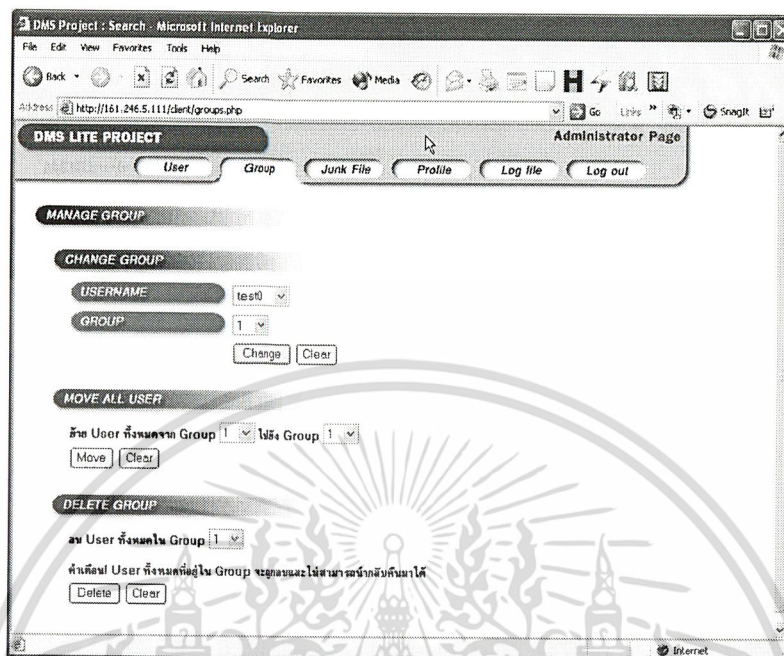 DMS Project : Search - Microsoft Internet Explorer
File Edit View Favorites Tools Help
Back Search Favorites Media
Address http://161.246.5.111/client/groups.php Go Links SnagIt
DMS LITE PROJECT Administrator Page
User Group Junk File Profile Log file Log out
MANAGE GROUP
CHANGE GROUP
USERNAME test0
GROUP 1
Change Clear
MOVE ALL USER
ย้าย User ทั้งหมดจาก Group 1 ไปยัง Group 1
Move Clear
DELETE GROUP
ลบ User ทั้งหมดใน Group 1
คำเตือน! User ทั้งหมดที่อยู่ใน Group จะถูกลบและไม่สามารถนำกลับคืนมาได้
Delete Clear
Internet